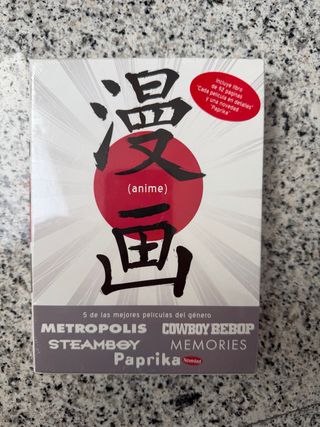 incluye libro
de 92 páginas
"Cada película en detalles"
y una novedad
"Paprika"
漫
(anime)
画
5 de las mejores películas del género
METROPOLIS COWBOY BEBOP
STEAMBOY MEMORIES
Paprika Novedad